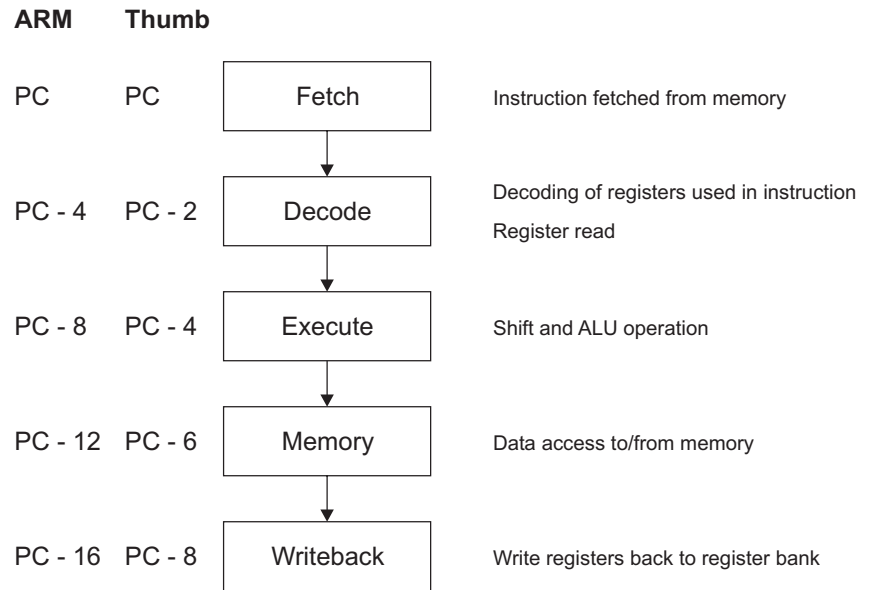 ARM Thumb
PC PC Fetch Instruction fetched from memory
PC - 4 PC - 2 Decode Decoding of registers used in instruction
Register read
PC - 8 PC - 4 Execute Shift and ALU operation
PC - 12 PC - 6 Memory Data access to/from memory
PC - 16 PC - 8 Writeback Write registers back to register bank